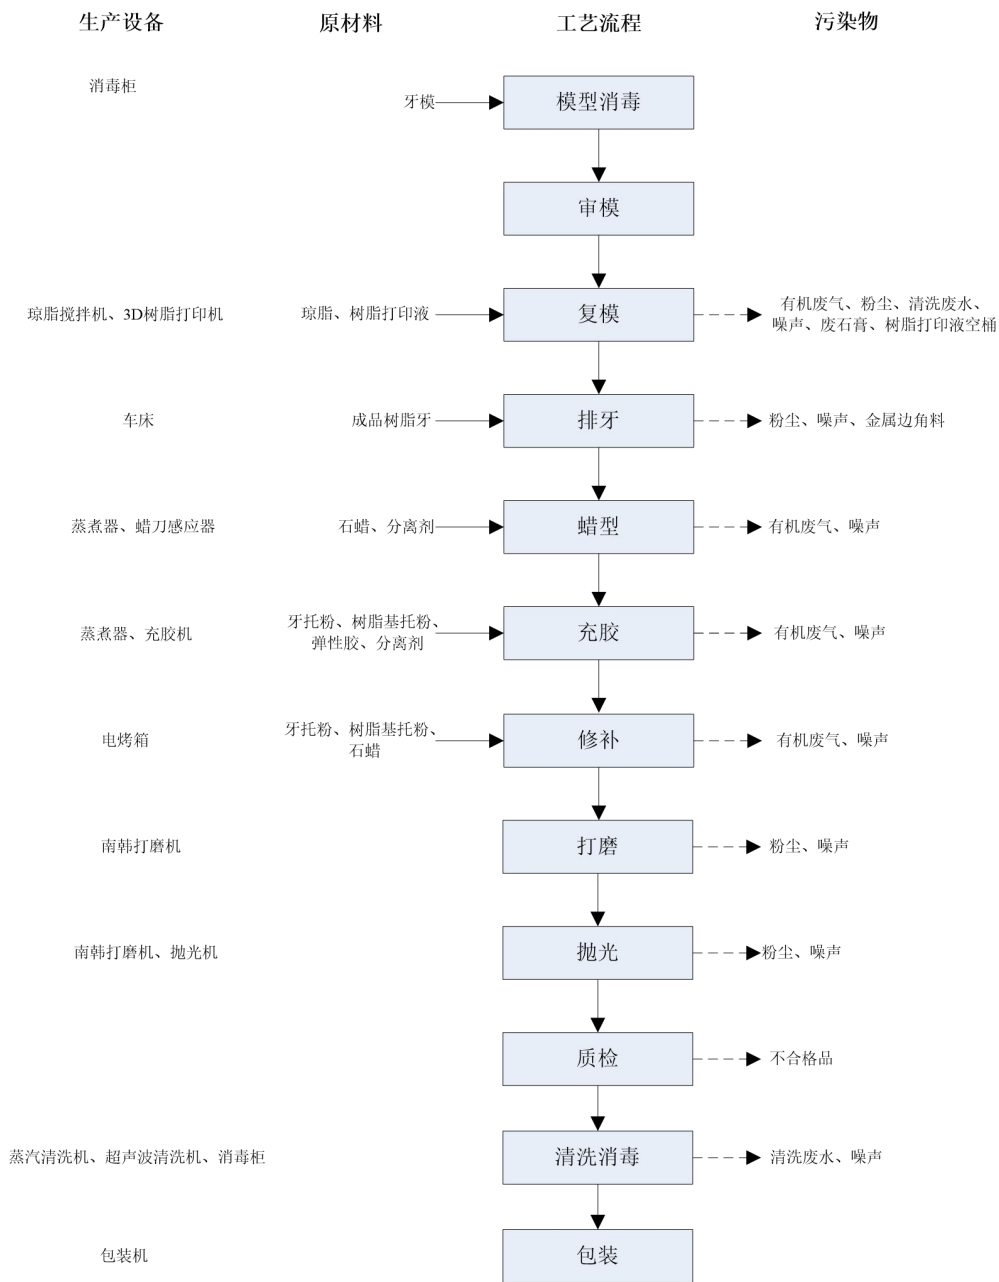 生产设备
原材料
工艺流程
污染物
消毒柜
牙模
模型消毒
审模
琼脂搅拌机、3D树脂打印机
琼脂、树脂打印液
复模
有机废气、粉尘、清洗废水、
噪声、废石膏、树脂打印液空桶
车床
成品树脂牙
排牙
粉尘、噪声、金属边角料
蒸煮器、蜡刀感应器
石蜡、分离剂
蜡型
有机废气、噪声
蒸煮器、充胶机
牙托粉、树脂基托粉、
弹性胶、分离剂
充胶
有机废气、噪声
电烤箱
牙托粉、树脂基托粉、
石蜡
修补
有机废气、噪声
南韩打磨机
打磨
粉尘、噪声
南韩打磨机、抛光机
抛光
粉尘、噪声
质检
不合格品
蒸汽清洗机、超声波清洗机、消毒柜
清洗消毒
清洗废水、噪声
包装机
包装